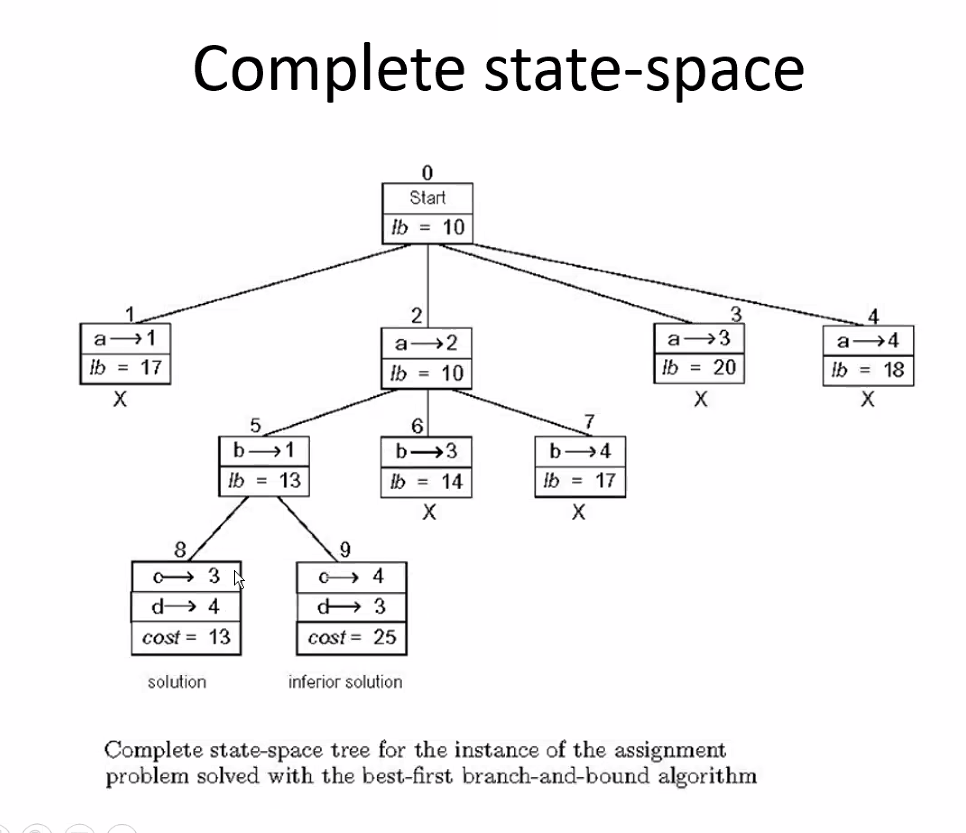 Complete state-space
0
Start
lb = 10
1
a→1
lb = 17
X
2
a→2
lb = 10
3
a→3
lb = 20
X
4
a→4
lb = 18
X
5
b→1
lb = 13
6
b→3
lb = 14
X
7
b→4
lb = 17
X
8
c→ 3
d→ 4
cost = 13
solution
9
c→ 4
d→ 3
cost = 25
inferior solution
Complete state-space tree for the instance of the assignment
problem solved with the best-first branch-and-bound algorithm